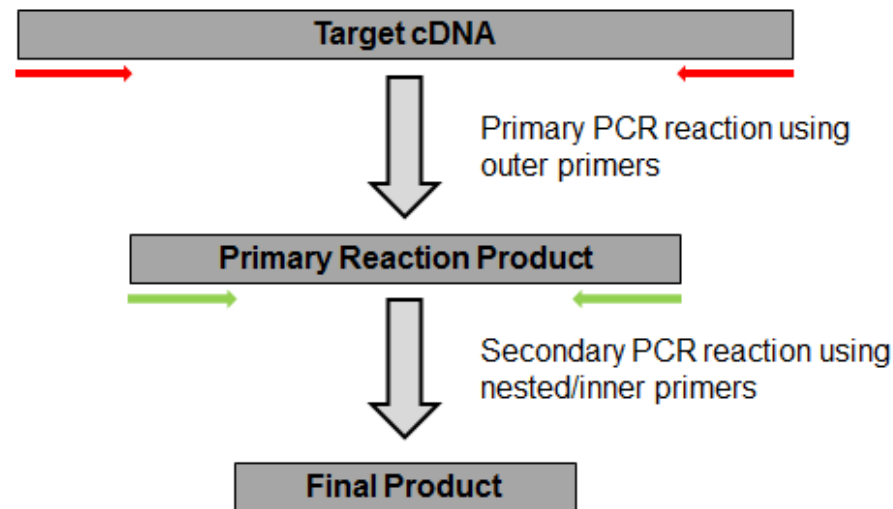 Target cDNA
Primary PCR reaction using
outer primers
Primary Reaction Product
Secondary PCR reaction using
nested/inner primers
Final Product